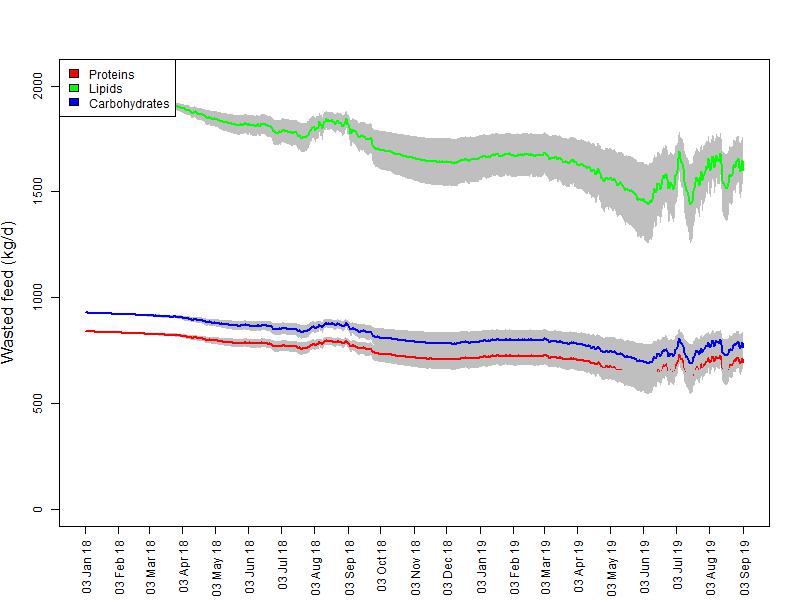 Proteins
Lipids
Carbohydrates
Wasted feed (kg/d)
2000
1500
1000
500
0
03 Jan 18
03 Feb 18
03 Mar 18
03 Apr 18
03 May 18
03 Jun 18
03 Jul 18
03 Aug 18
03 Sep 18
03 Oct 18
03 Nov 18
03 Dec 18
03 Jan 19
03 Feb 19
03 Mar 19
03 Apr 19
03 May 19
03 Jun 19
03 Jul 19
03 Aug 19
03 Sep 19